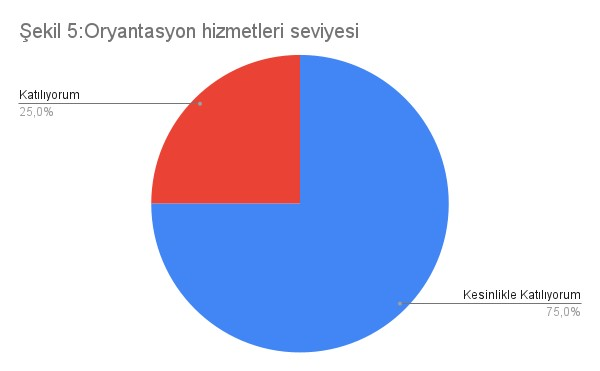 Şekil 5:Oryantasyon hizmetleri seviyesi
Katılıyorum
25,0%
Kesinlikle Katılıyorum
75,0%